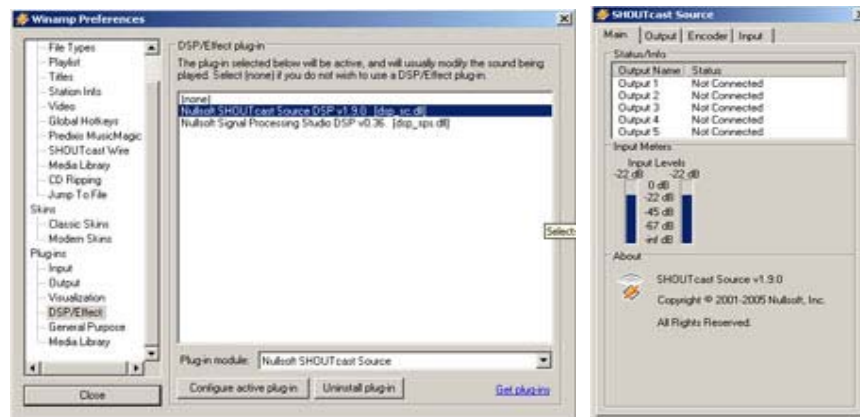 Winamp Preferences
File Types
Playlist
Titles
Station Info
Video
Global Hotkeys
Predixis MusicMagic
SHOUTcast Wire
Media Library
CD Ripping
Jump To File
Skins
Classic Skins
Modern Skins
Plug-ins
Input
Output
Visualization
DSP/Effect
General Purpose
Media Library
Close
DSP/Effect plug-in
The plug-in selected below will be active, and will usually modify the sound being
played. Select (none) if you do not wish to use a DSP/Effect plug-in.
(none)
Nullsoft SHOUTcast Source DSP v1.9.0 [dsp_sc.dll]
Nullsoft Signal Processing Studio DSP v0.36 [dsp_sps.dll]
Select
Plug-in module: Nullsoft SHOUTcast Source
Configure active plug-in Uninstall plug-in Get plug-ins
SHOUTcast Source
Main Output Encoder Input
Status/Info
Output Name Status
Output 1 Not Connected
Output 2 Not Connected
Output 3 Not Connected
Output 4 Not Connected
Output 5 Not Connected
Input Meters
Input Levels
-22 dB -22 dB
0 dB
-22 dB
-45 dB
-67 dB
-inf dB
About
SHOUTcast Source v1.9.0
Copyright © 2001-2005 Nullsoft, Inc.
All Rights Reserved.